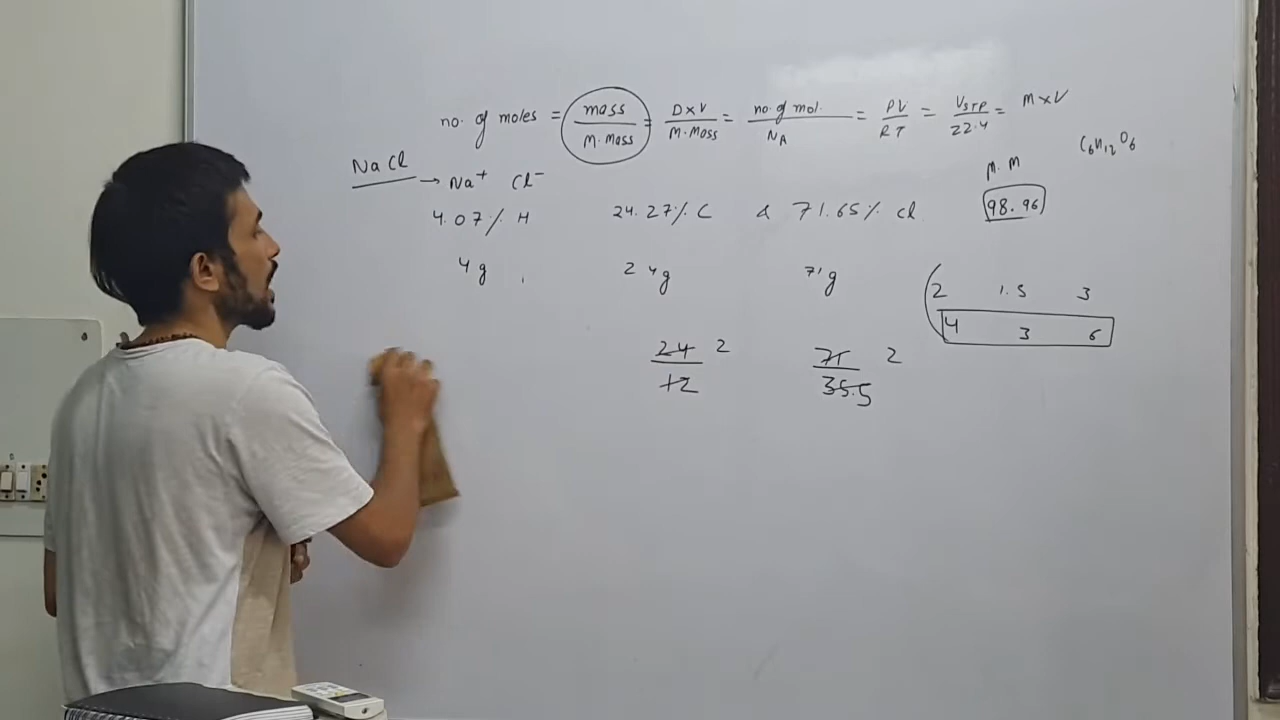 no. of moles = mass / M. Mass = D x V / M. Mass = no. of mol. / NA = PV / RT = VSTP / 22.4 = M x V
C6H12O6
NaCl → Na+ Cl-
M. M
4.07% H 24.27% C & 71.65% cl 98.96
4g , 24g 71g
2 1.5 3
4 3 6
24 / 12 2 71 / 35.5 2